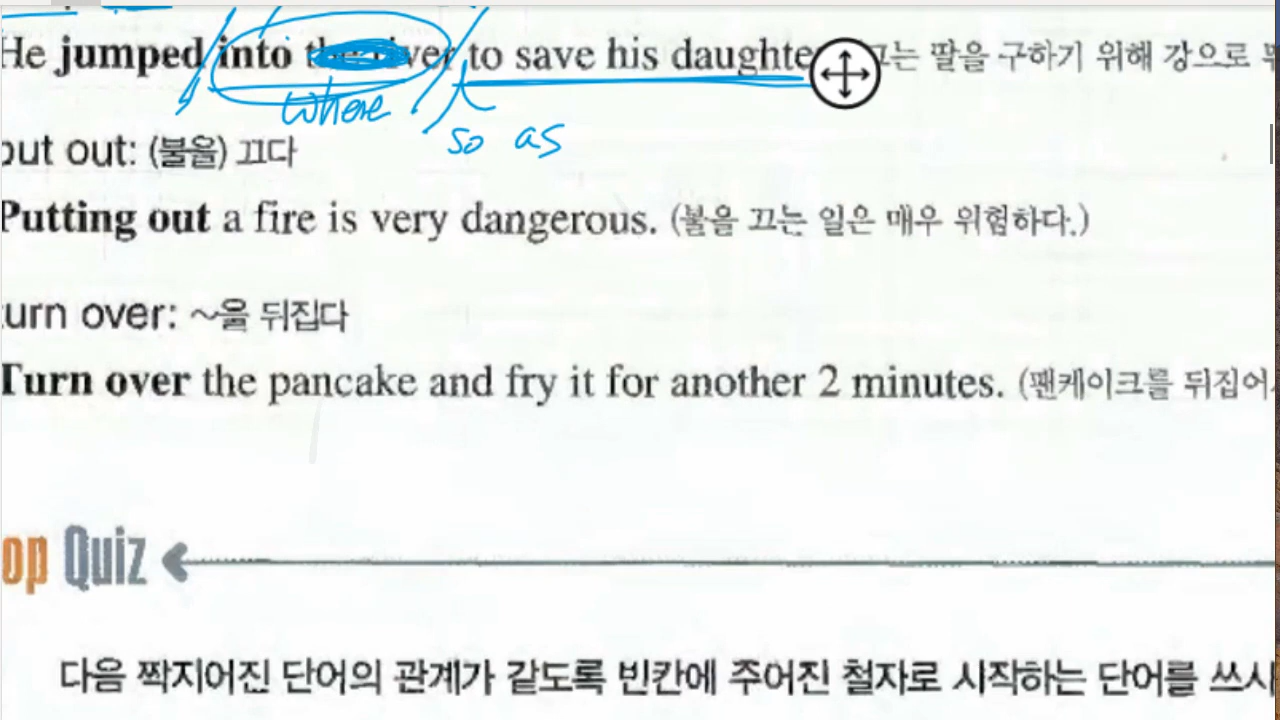 He jumped into the river to save his daughte 그는 딸을 구하기 위해 강으로
where
so as
put out: (불을) 끄다
Putting out a fire is very dangerous. (불을 끄는 일은 매우 위험하다.)
turn over: ~을 뒤집다
Turn over the pancake and fry it for another 2 minutes. (팬케이크를 뒤집어
op Quiz
다음 짝지어진 단어의 관계가 같도록 빈칸에 주어진 철자로 시작하는 단어를 쓰시